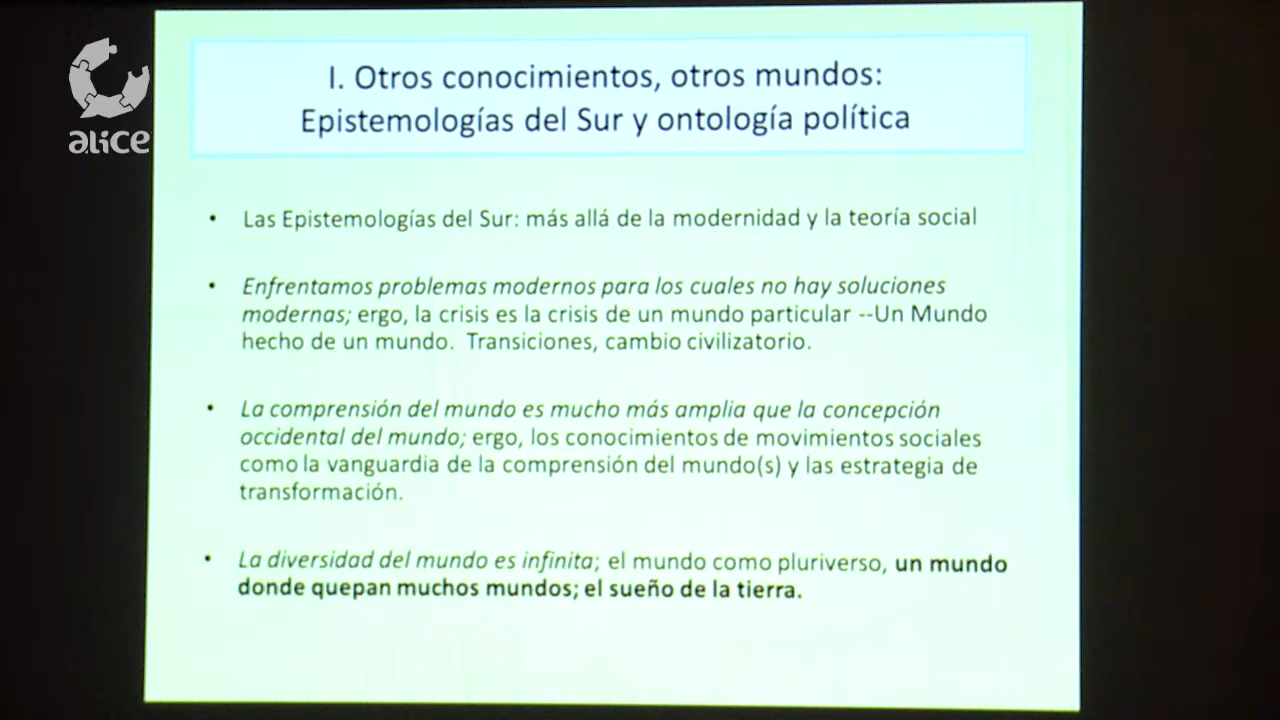 alice
I. Otros conocimientos, otros mundos:
Epistemologías del Sur y ontología política
• Las Epistemologías del Sur: más allá de la modernidad y la teoría social
• Enfrentamos problemas modernos para los cuales no hay soluciones
modernas; ergo, la crisis es la crisis de un mundo particular --Un Mundo
hecho de un mundo. Transiciones, cambio civilizatorio.
• La comprensión del mundo es mucho más amplia que la concepción
occidental del mundo; ergo, los conocimientos de movimientos sociales
como la vanguardia de la comprensión del mundo(s) y las estrategia de
transformación.
• La diversidad del mundo es infinita; el mundo como pluriverso, un mundo
donde quepan muchos mundos; el sueño de la tierra.